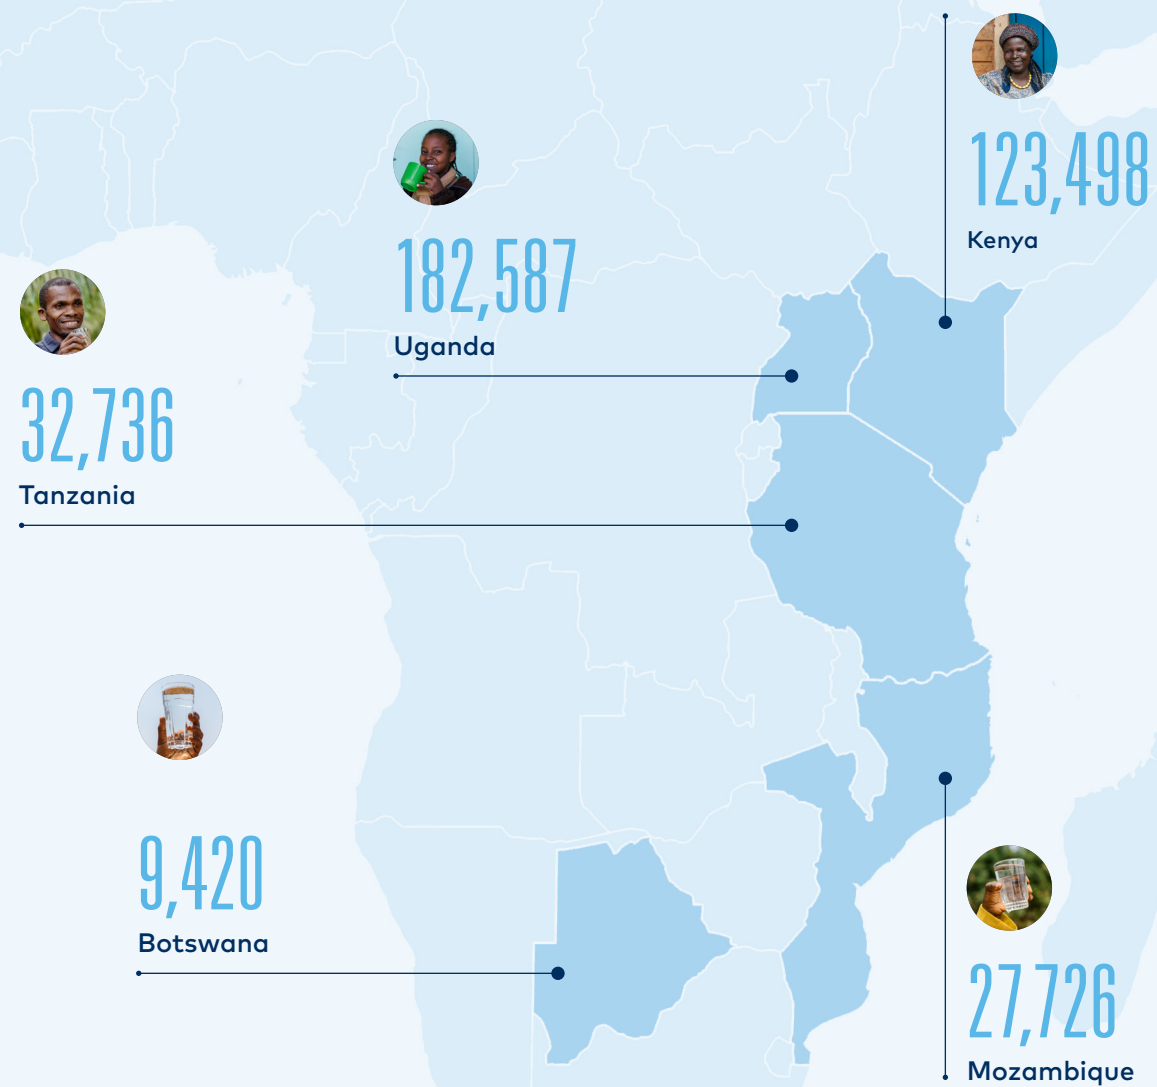 123,498
Kenya
182,587
Uganda
32,736
Tanzania
9,420
Botswana
27,726
Mozambique